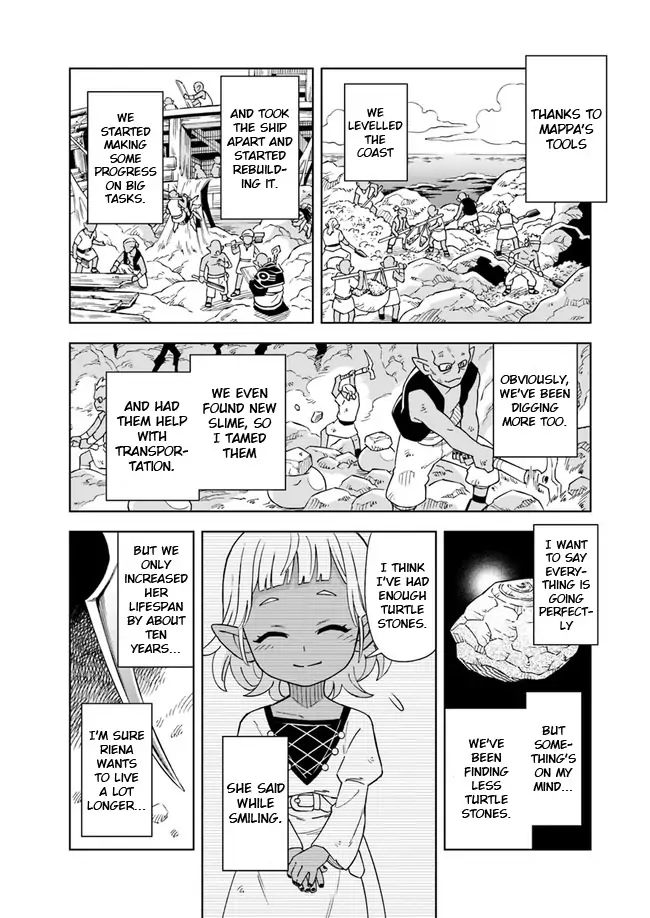 THANKS TO
MAPPA'S
TOOLS
WE
LEVELLED
THE
COAST
AND TOOK
THE SHIP
APART AND
STARTED
REBUILD-
ING IT.
WE
STARTED
MAKING
SOME
PROGRESS
ON BIG
TASKS.
OBVIOUSLY,
WE'VE BEEN
DIGGING
MORE TOO.
WE EVEN
FOUND NEW
SLIME, SO
I TAMED
THEM
AND HAD
THEM HELP
WITH
TRANSPOR-
TATION.
I WANT
TO SAY
EVERY-
THING IS
GOING
PERFECT-
LY
BUT
SOME-
THING'S
ON MY
MIND...
WE'VE
BEEN
FINDING
LESS
TURTLE
STONES.
I THINK
I'VE HAD
ENOUGH
TURTLE
STONES.
SHE SAID
WHILE
SMILING.
BUT WE
ONLY
INCREASED
HER
LIFESPAN
BY ABOUT
TEN
YEARS...
I'M SURE
RIENA
WANTS
TO LIVE
A LOT
LONGER...